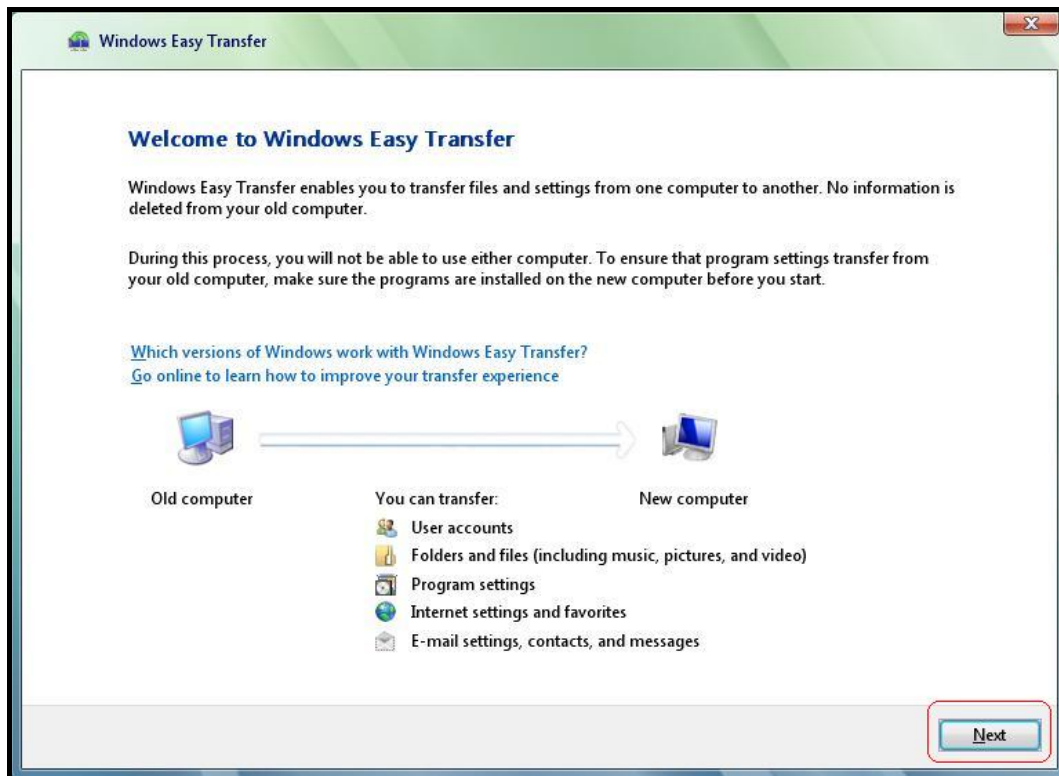 Windows Easy Transfer
Welcome to Windows Easy Transfer
Windows Easy Transfer enables you to transfer files and settings from one computer to another. No information is
deleted from your old computer.
During this process, you will not be able to use either computer. To ensure that program settings transfer from
your old computer, make sure the programs are installed on the new computer before you start.
Which versions of Windows work with Windows Easy Transfer?
Go online to learn how to improve your transfer experience
Old computer
You can transfer:
New computer
User accounts
Folders and files (including music, pictures, and video)
Program settings
Internet settings and favorites
E-mail settings, contacts, and messages
Next